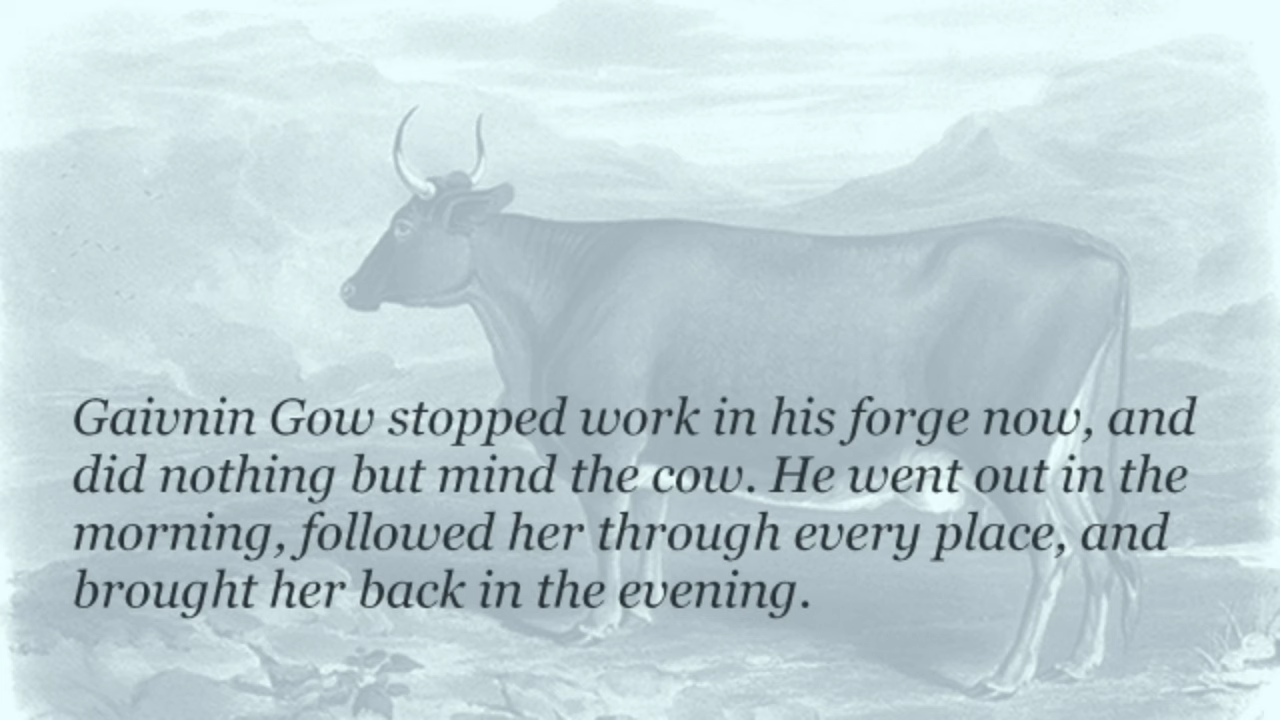 Gaivnin Gow stopped work in his forge now, and
did nothing but mind the cow. He went out in the
morning, followed her through every place, and
brought her back in the evening.